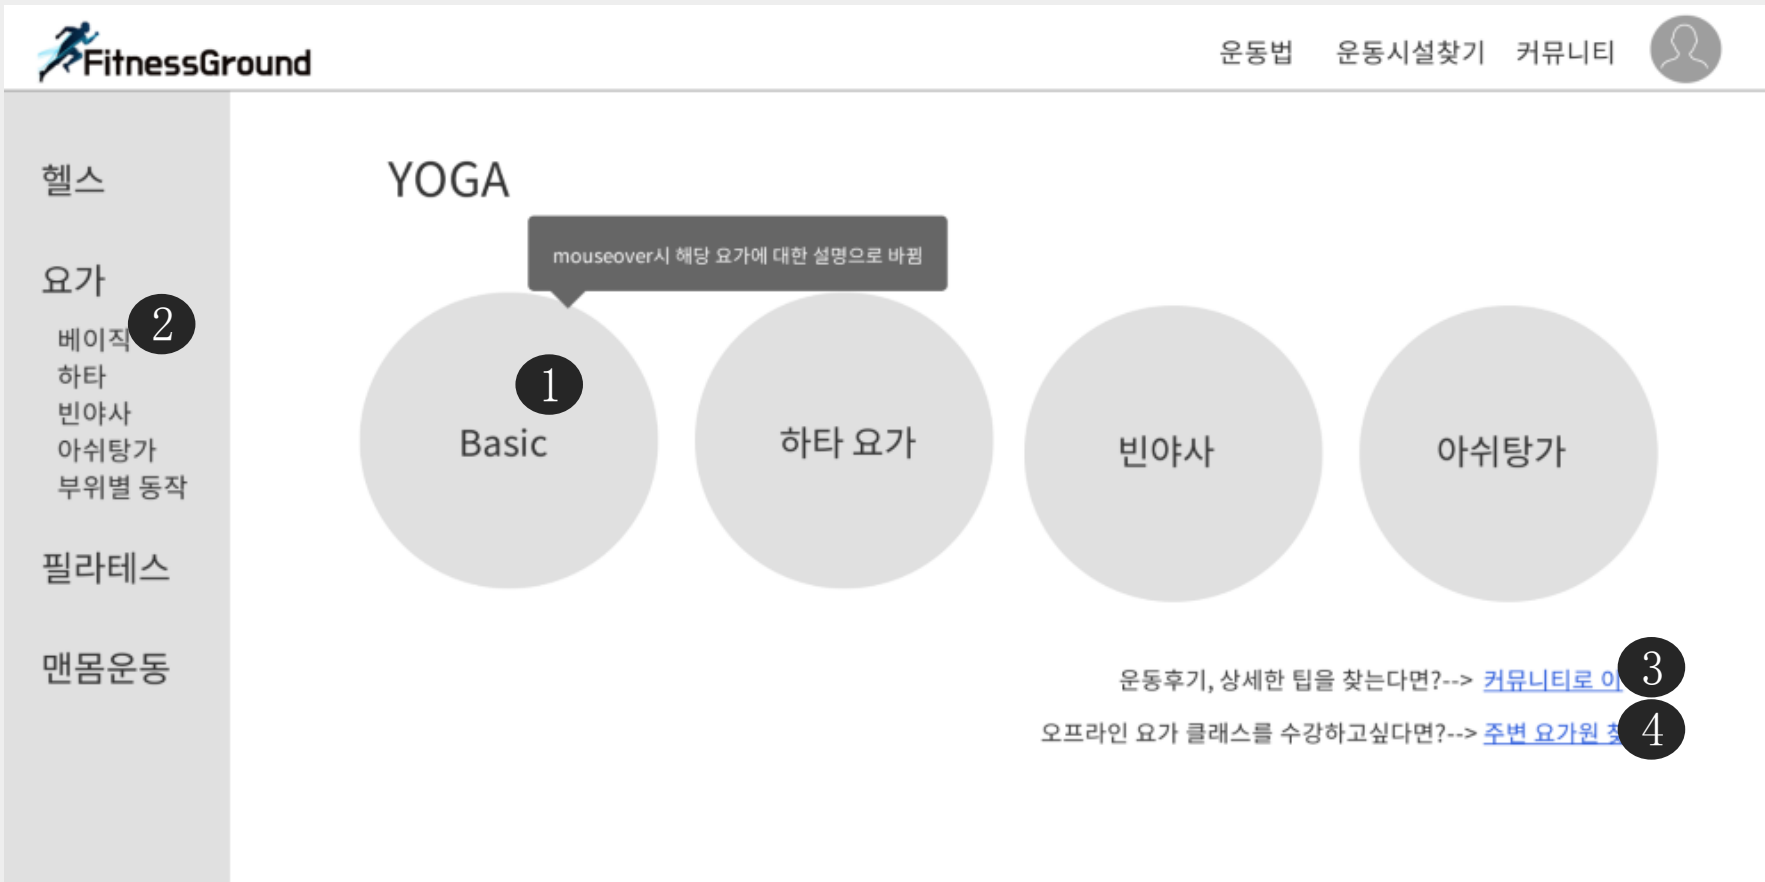 FitnessGround
운동법 운동시설찾기 커뮤니티
헬스
요가
2
베이직
하타
빈야사
아쉬탕가
부위별 동작
필라테스
맨몸운동
YOGA
mouseover시 해당 요가에 대한 설명으로 바뀜
1
Basic
하타 요가
빈야사
아쉬탕가
운동후기, 상세한 팁을 찾는다면?--> 커뮤니티로 이
3
오프라인 요가 클래스를 수강하고싶다면?--> 주변 요가원
4